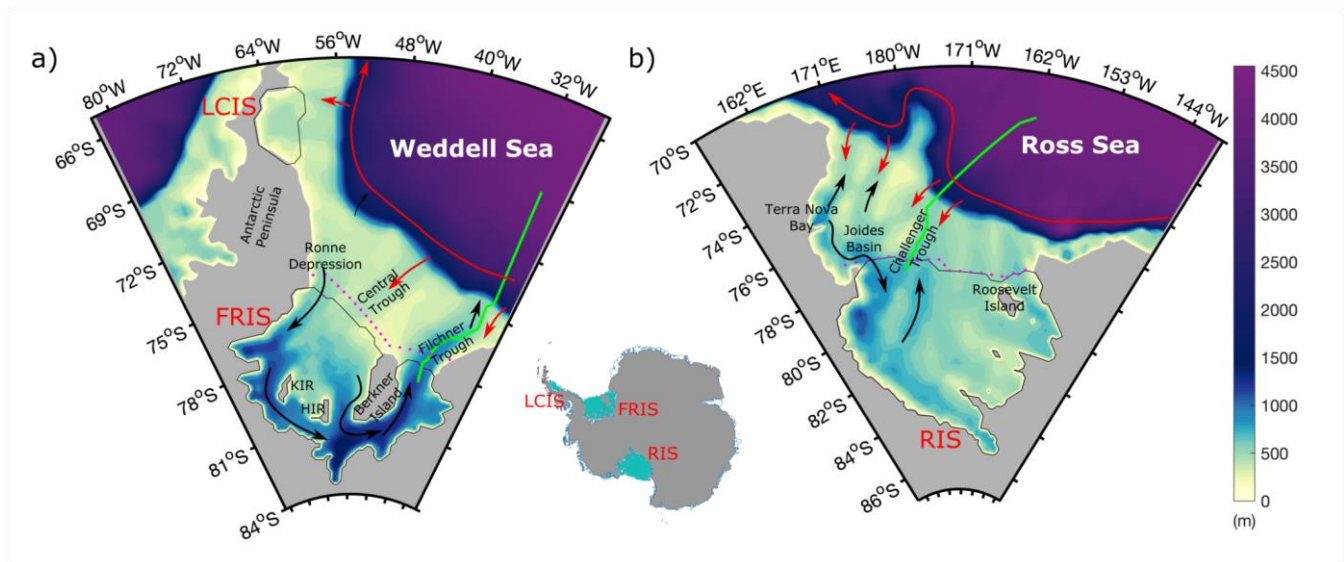 a)
80°W
72°W
64°W
56°W
48°W
40°W
32°W
66°S
69°S
72°S
75°S
78°S
81°S
84°S
LCIS
Weddell Sea
Antarctic
Peninsula
Ronne
Depression
Central
Trough
FRIS
Filchner
Trough
KIR
HIR
Berkner
Island
LCIS
FRIS
RIS
b)
162°E
171°E
180°W
171°W
162°W
153°W
144°W
70°S
72°S
74°S
76°S
78°S
80°S
82°S
84°S
86°S
Ross Sea
Terra Nova
Bay
Joides
Basin
Challenger
Trough
Roosevelt
Island
RIS
4500
4000
3500
3000
2500
2000
1500
1000
500
0
(m)